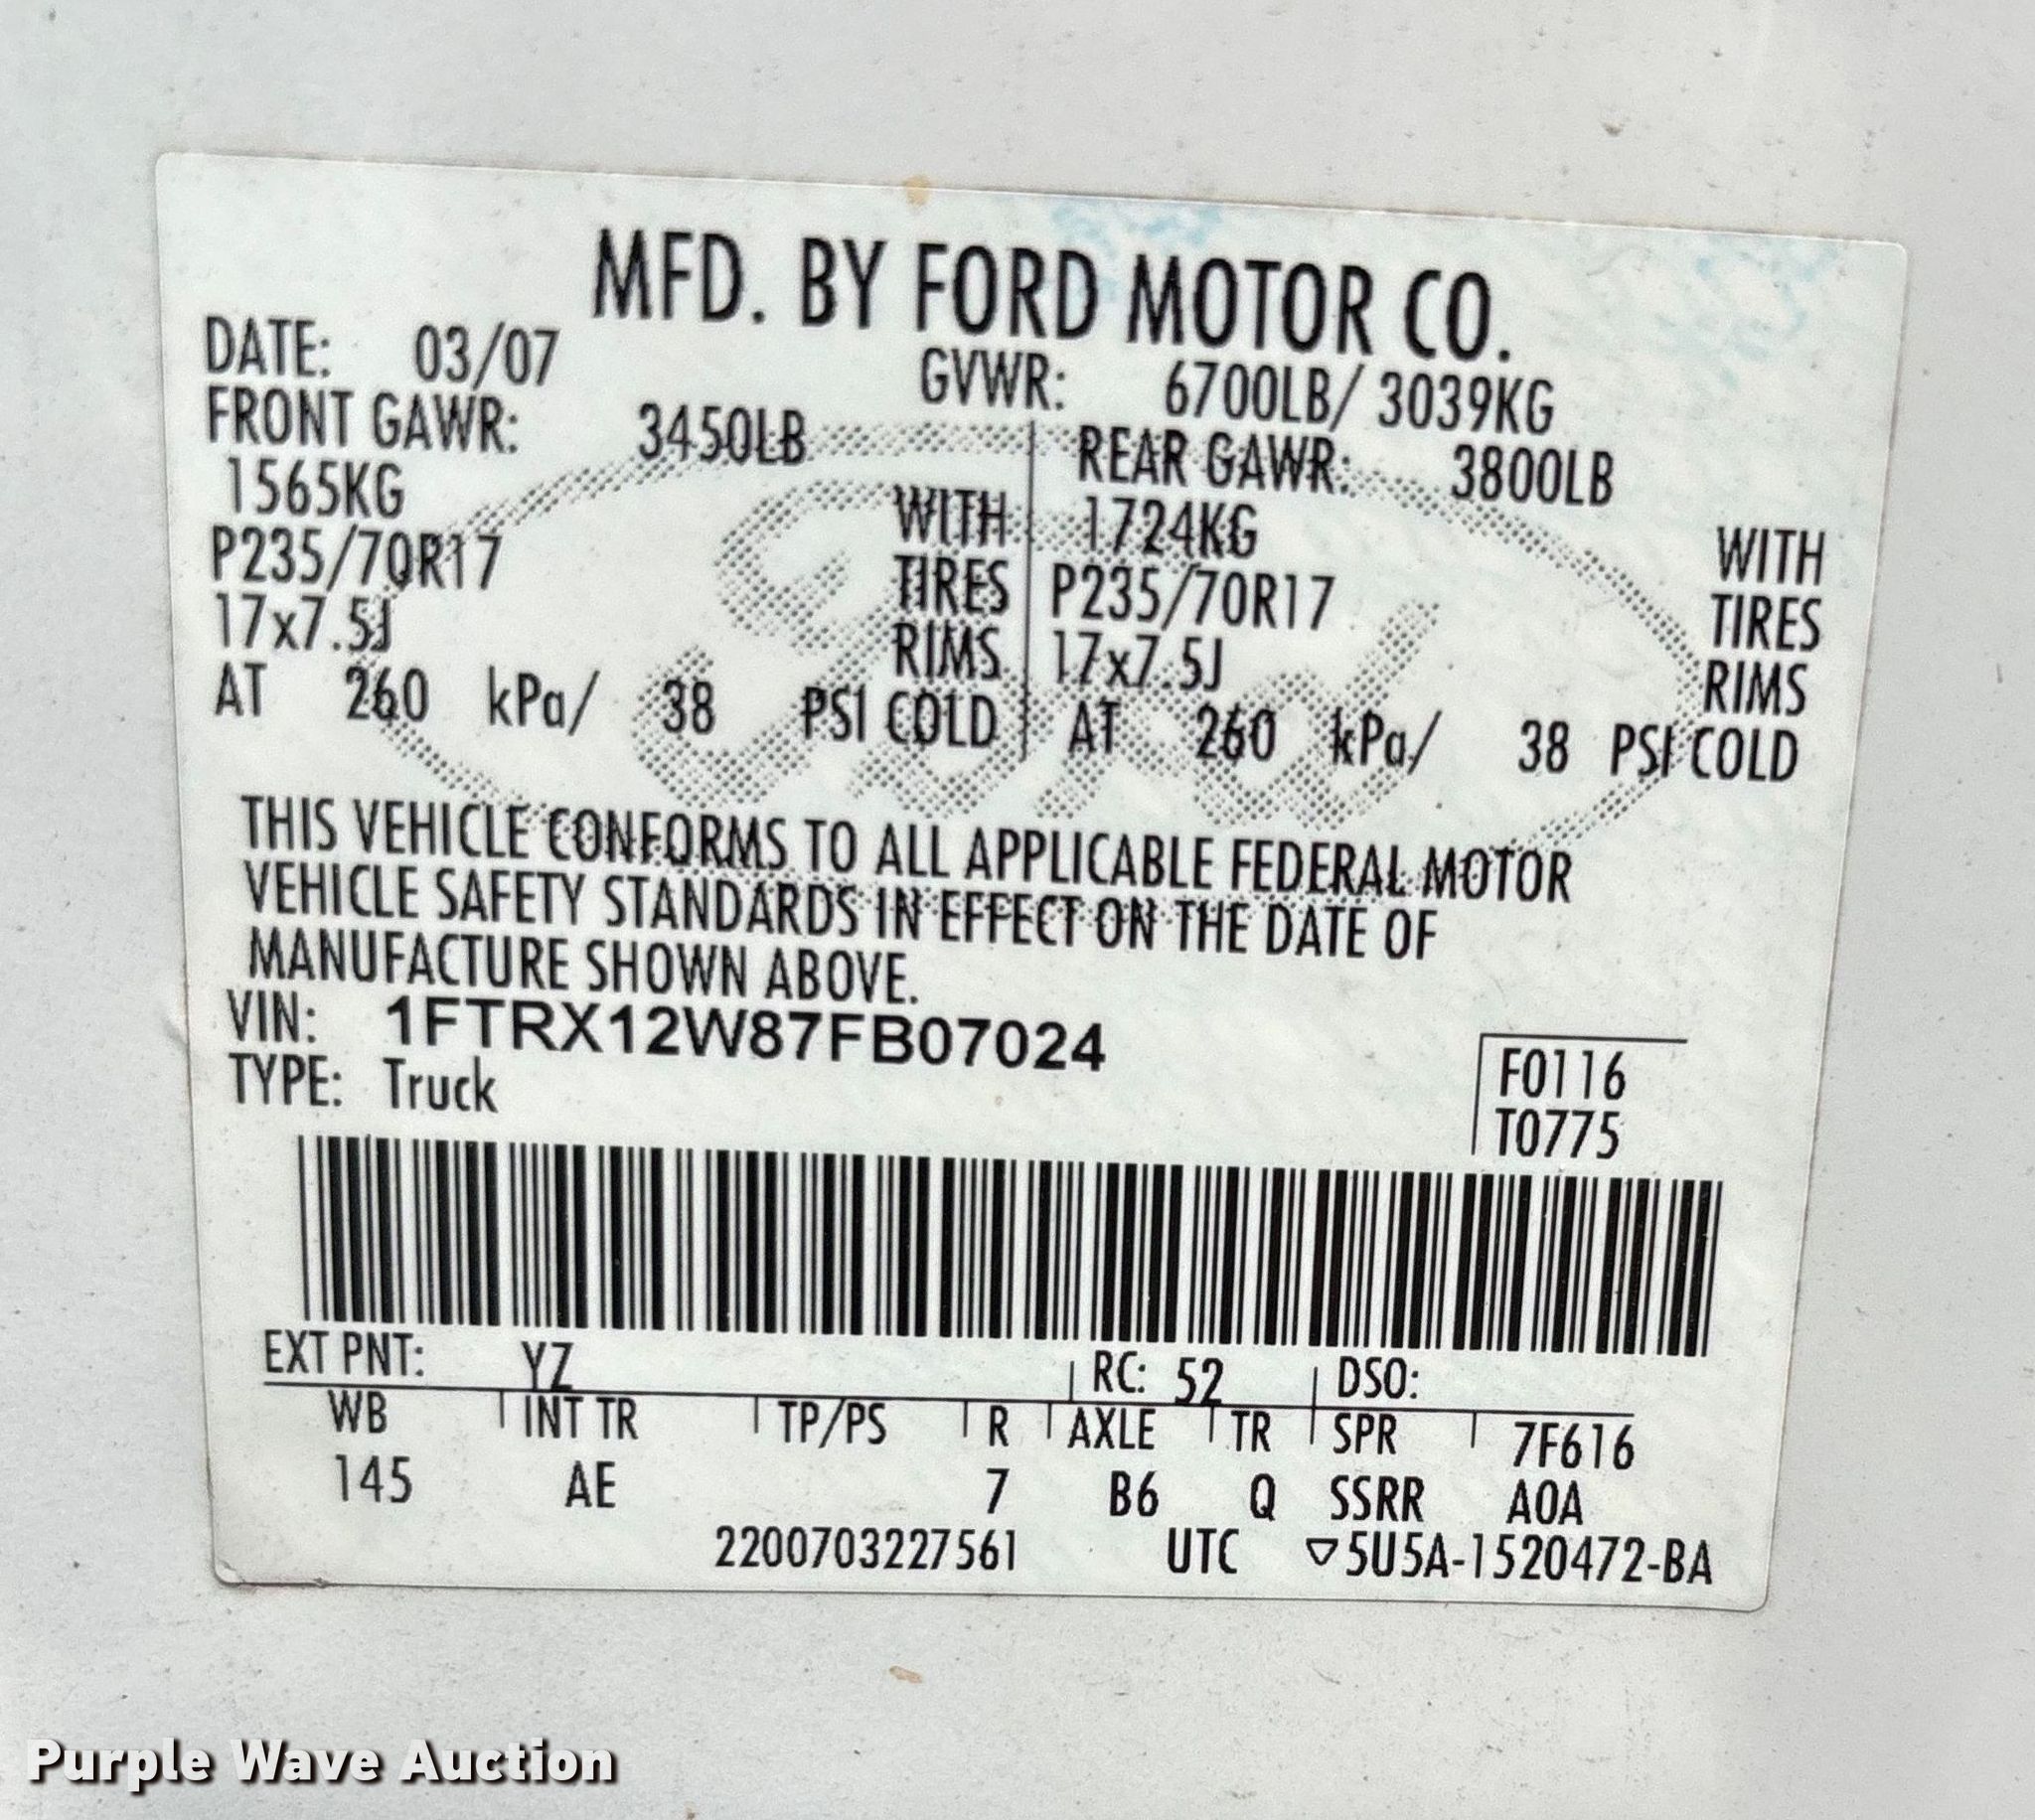 MFD. BY FORD MOTOR CO.
DATE: 03/07 GVWR: 6700LB/ 3039KG
FRONT GAWR: 3450LB REAR GAWR: 3800LB
1565KG WITH 1724KG WITH
P235/70R17 TIRES P235/70R17 TIRES
17x7.5J RIMS 17x7.5J RIMS
AT 260 kPa/ 38 PSI COLD AT 260 kPa/ 38 PSI COLD
THIS VEHICLE CONFORMS TO ALL APPLICABLE FEDERAL MOTOR
VEHICLE SAFETY STANDARDS IN EFFECT ON THE DATE OF
MANUFACTURE SHOWN ABOVE.
VIN: 1FTRX12W87FB07024
TYPE: Truck
F0116
T0775
EXT PNT: YZ RC: 52 DSO:
WB INT TR TP/PS R AXLE TR SPR 7F616
145 AE 7 B6 Q SSRR AOA
2200703227561 UTC ▽5U5A-1520472-BA
Ford
Purple Wave Auction